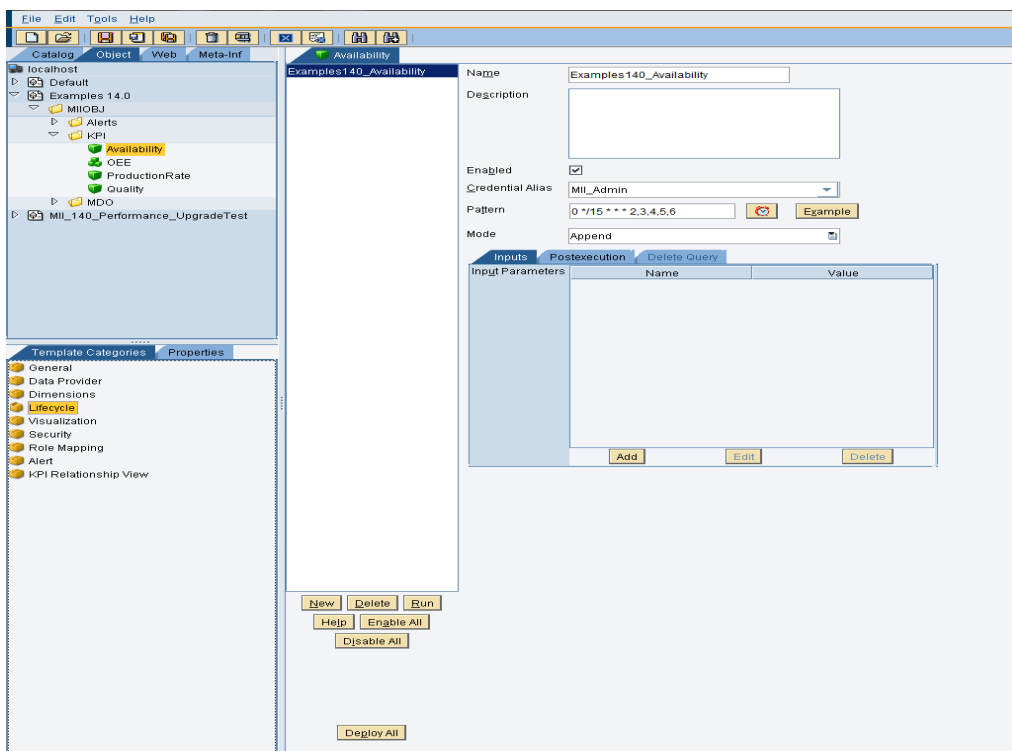 File Edit Tools Help
Catalog Object Web Meta-Inf
localhost
Default
Examples 14.0
MIIOBJ
Alerts
KPI
Availability
OEE
ProductionRate
Quality
MDO
MII_140_Performance_UpgradeTest
Template Categories Properties
General
Data Provider
Dimensions
Lifecycle
Visualization
Security
Role Mapping
Alert
KPI Relationship View
Availability
Examples140_Availability
New Delete Run
Help Enable All
Disable All
Deploy All
Name Examples140_Availability
Description
Enabled
Credential Alias MII_Admin
Pattern 0 */15 * * * 2,3,4,5,6 Example
Mode Append
Inputs Postexecution Delete Query
Input Parameters Name Value
Add Edit Delete